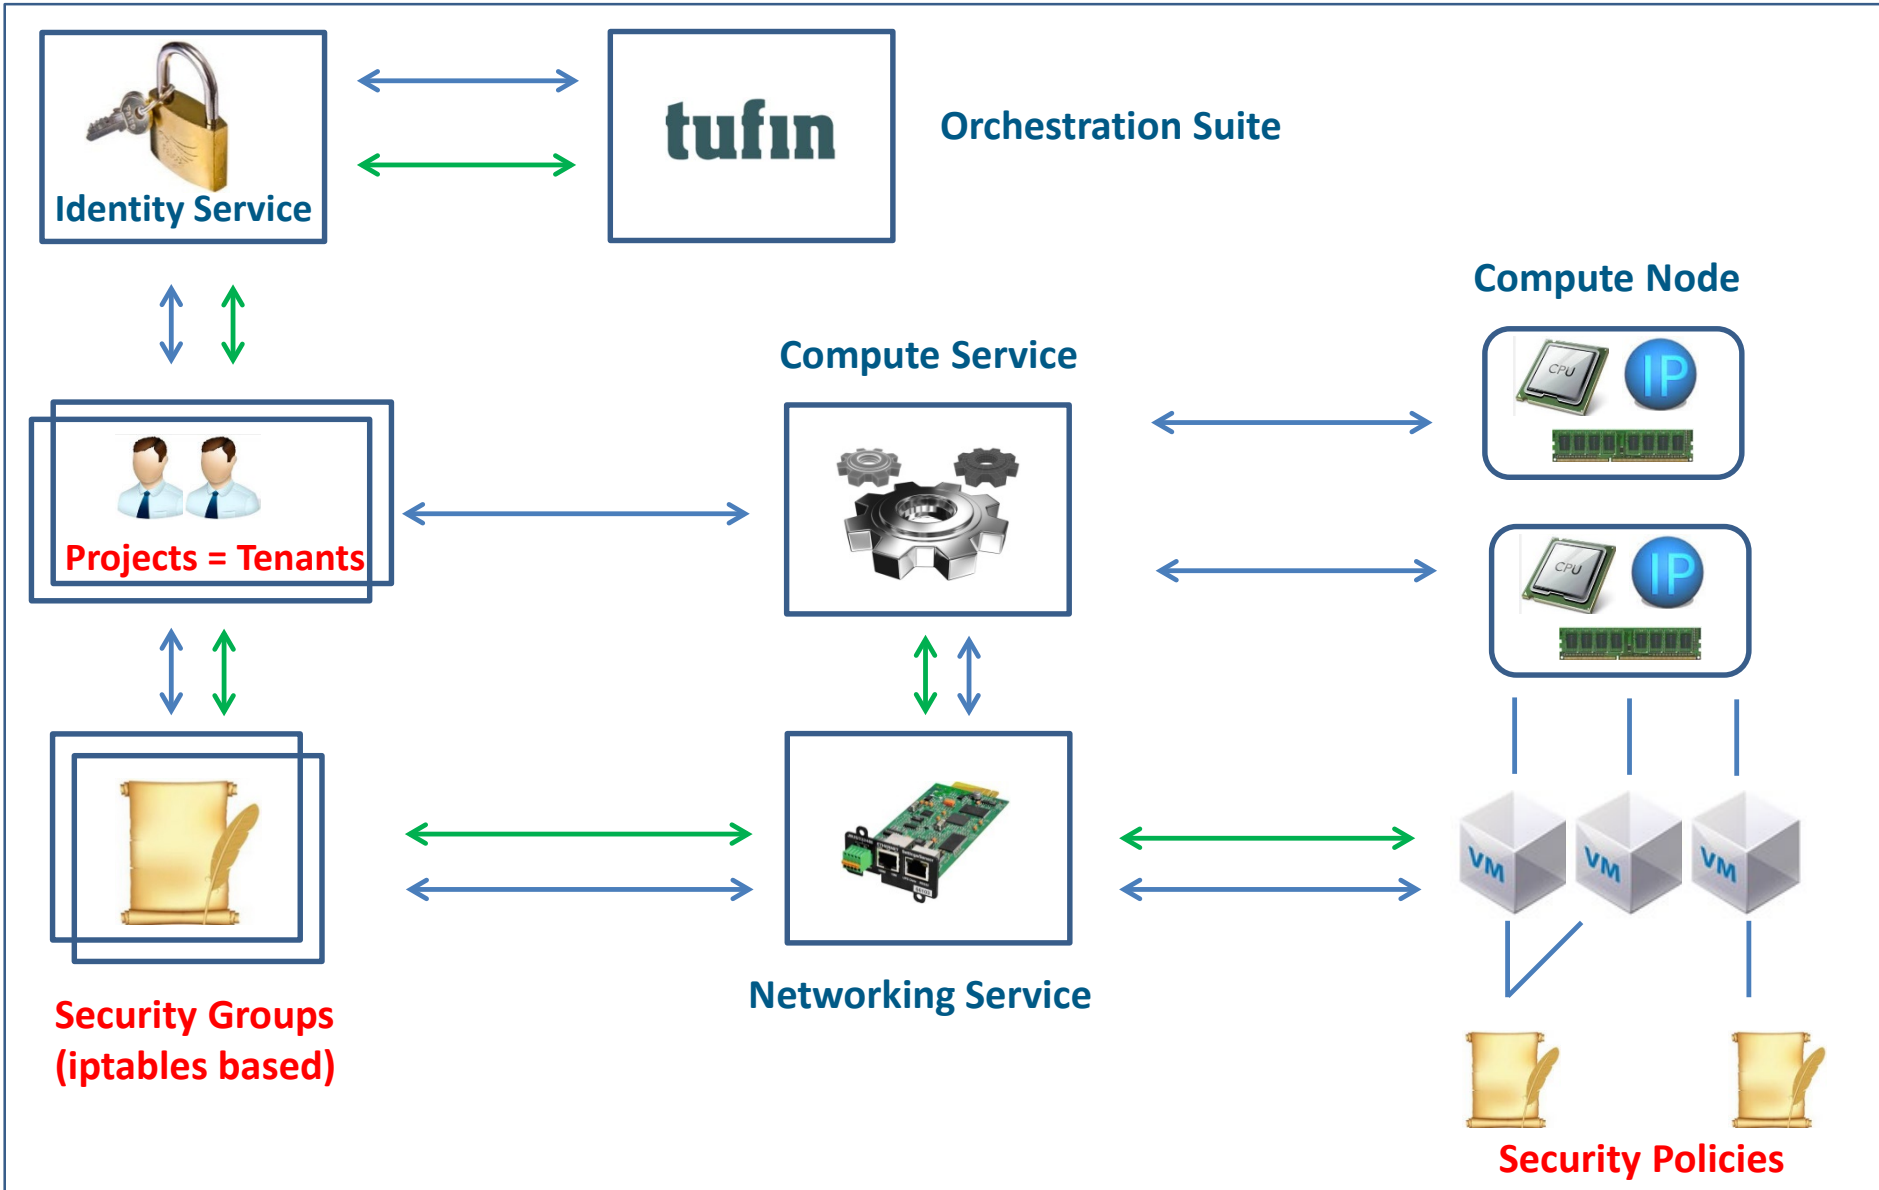 tufin
Orchestration Suite
Identity Service
Compute Node
CPU
IP
Compute Service
Projects = Tenants
CPU
IP
VM
VM
VM
Networking Service
Security Groups
(iptables based)
Security Policies